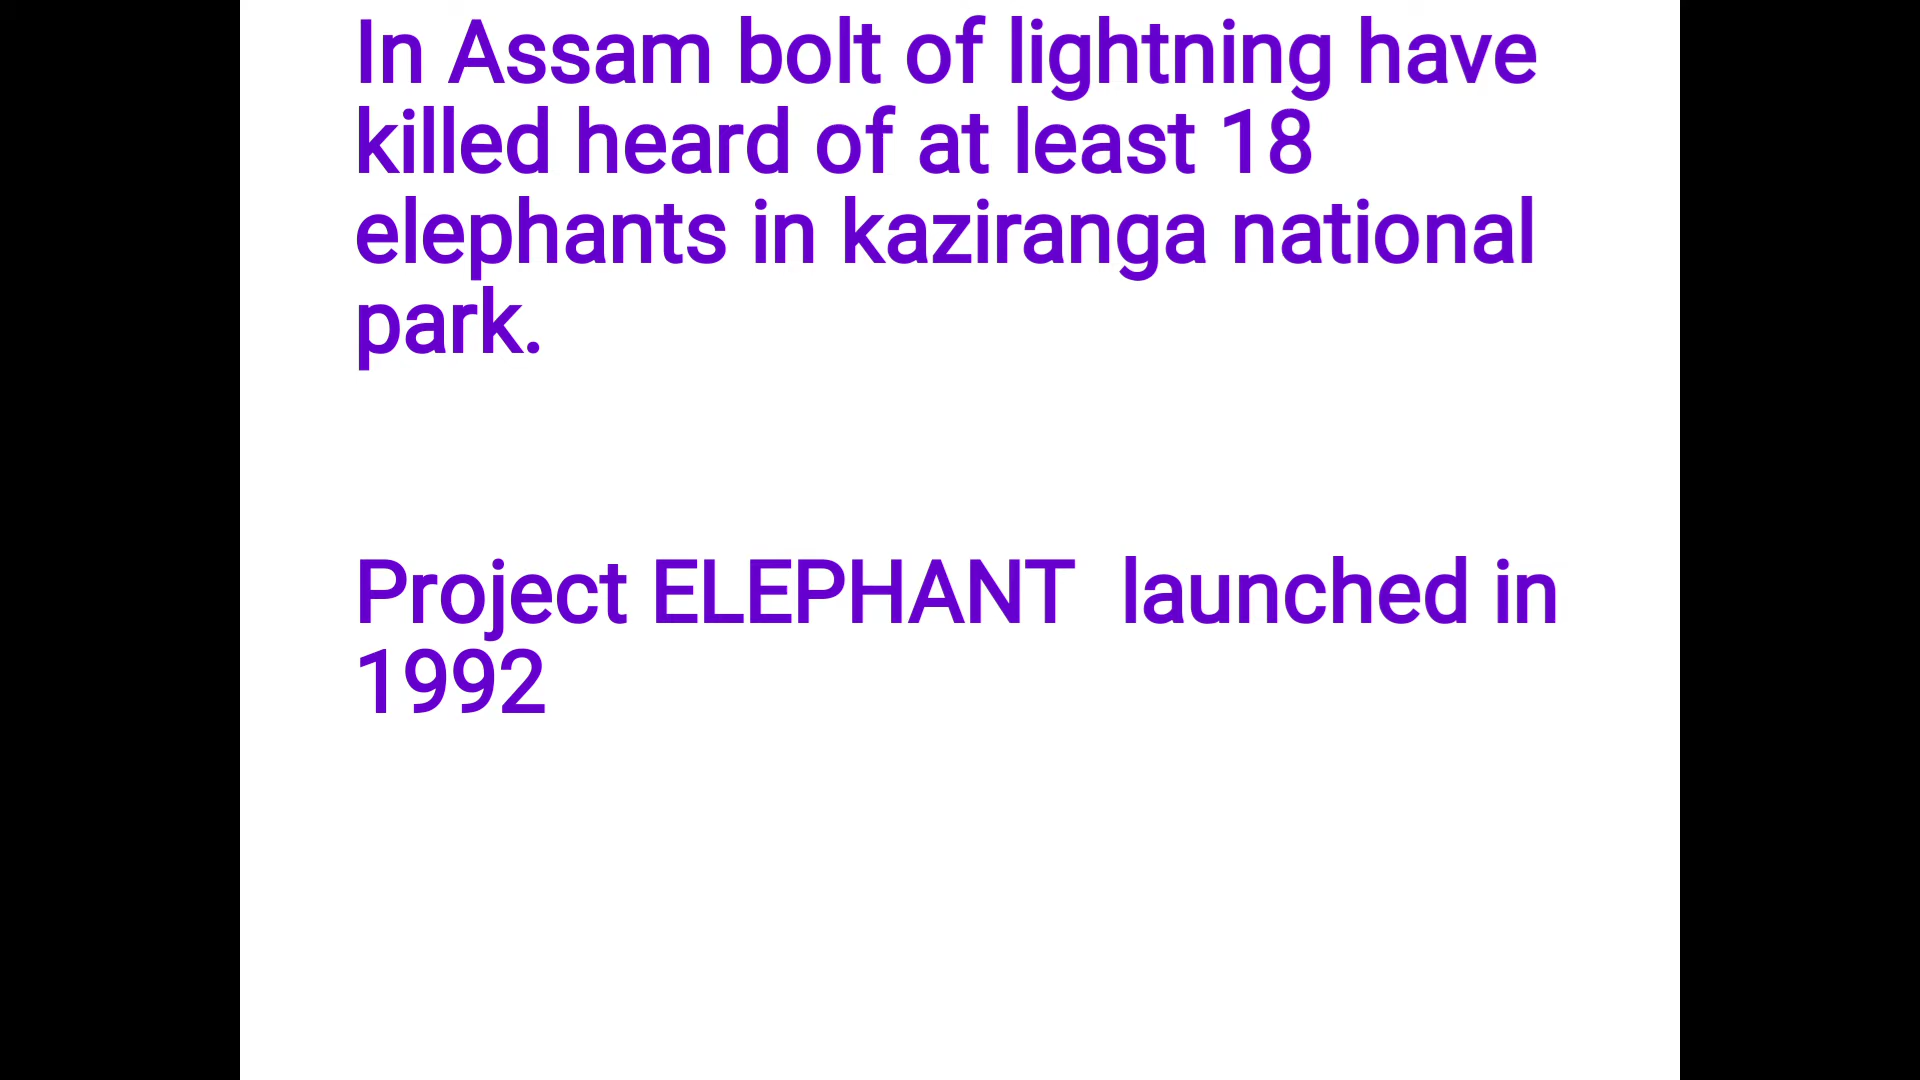 In Assam bolt of lightning have
killed heard of at least 18
elephants in kaziranga national
park.
Project ELEPHANT  launched in
1992